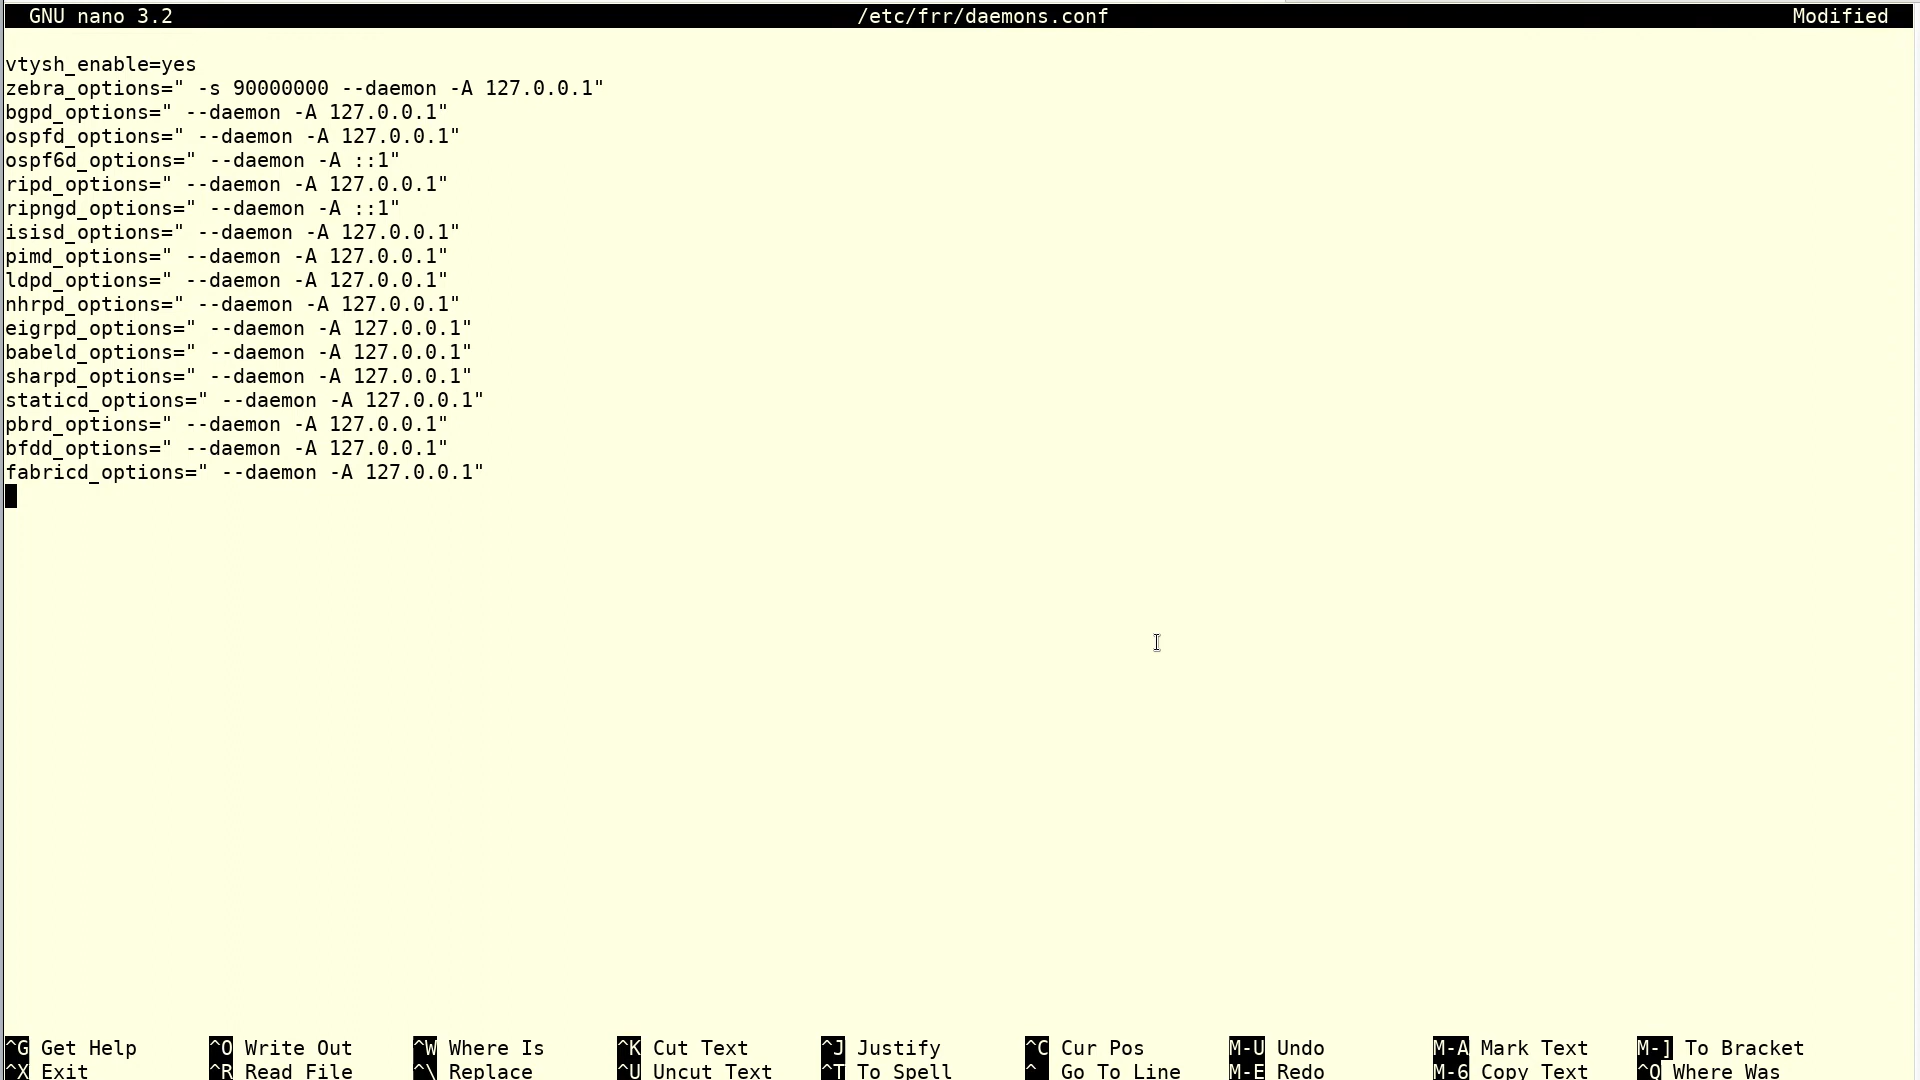 GNU nano 3.2 /etc/frr/daemons.conf Modified
vtysh_enable=yes
zebra_options=" -s 90000000 --daemon -A 127.0.0.1"
bgpd_options=" --daemon -A 127.0.0.1"
ospfd_options=" --daemon -A 127.0.0.1"
ospf6d_options=" --daemon -A ::1"
ripd_options=" --daemon -A 127.0.0.1"
ripngd_options=" --daemon -A ::1"
isisd_options=" --daemon -A 127.0.0.1"
pimd_options=" --daemon -A 127.0.0.1"
ldpd_options=" --daemon -A 127.0.0.1"
nhrpd_options=" --daemon -A 127.0.0.1"
eigrpd_options=" --daemon -A 127.0.0.1"
babeld_options=" --daemon -A 127.0.0.1"
sharpd_options=" --daemon -A 127.0.0.1"
staticd_options=" --daemon -A 127.0.0.1"
pbrd_options=" --daemon -A 127.0.0.1"
bfdd_options=" --daemon -A 127.0.0.1"
fabricd_options=" --daemon -A 127.0.0.1"
^G Get Help ^O Write Out ^W Where Is ^K Cut Text ^J Justify ^C Cur Pos M-U Undo M-A Mark Text M-] To Bracket
^X Exit ^R Read File ^\ Replace ^U Uncut Text ^T To Spell ^_ Go To Line M-E Redo M-6 Copy Text ^Q Where Was